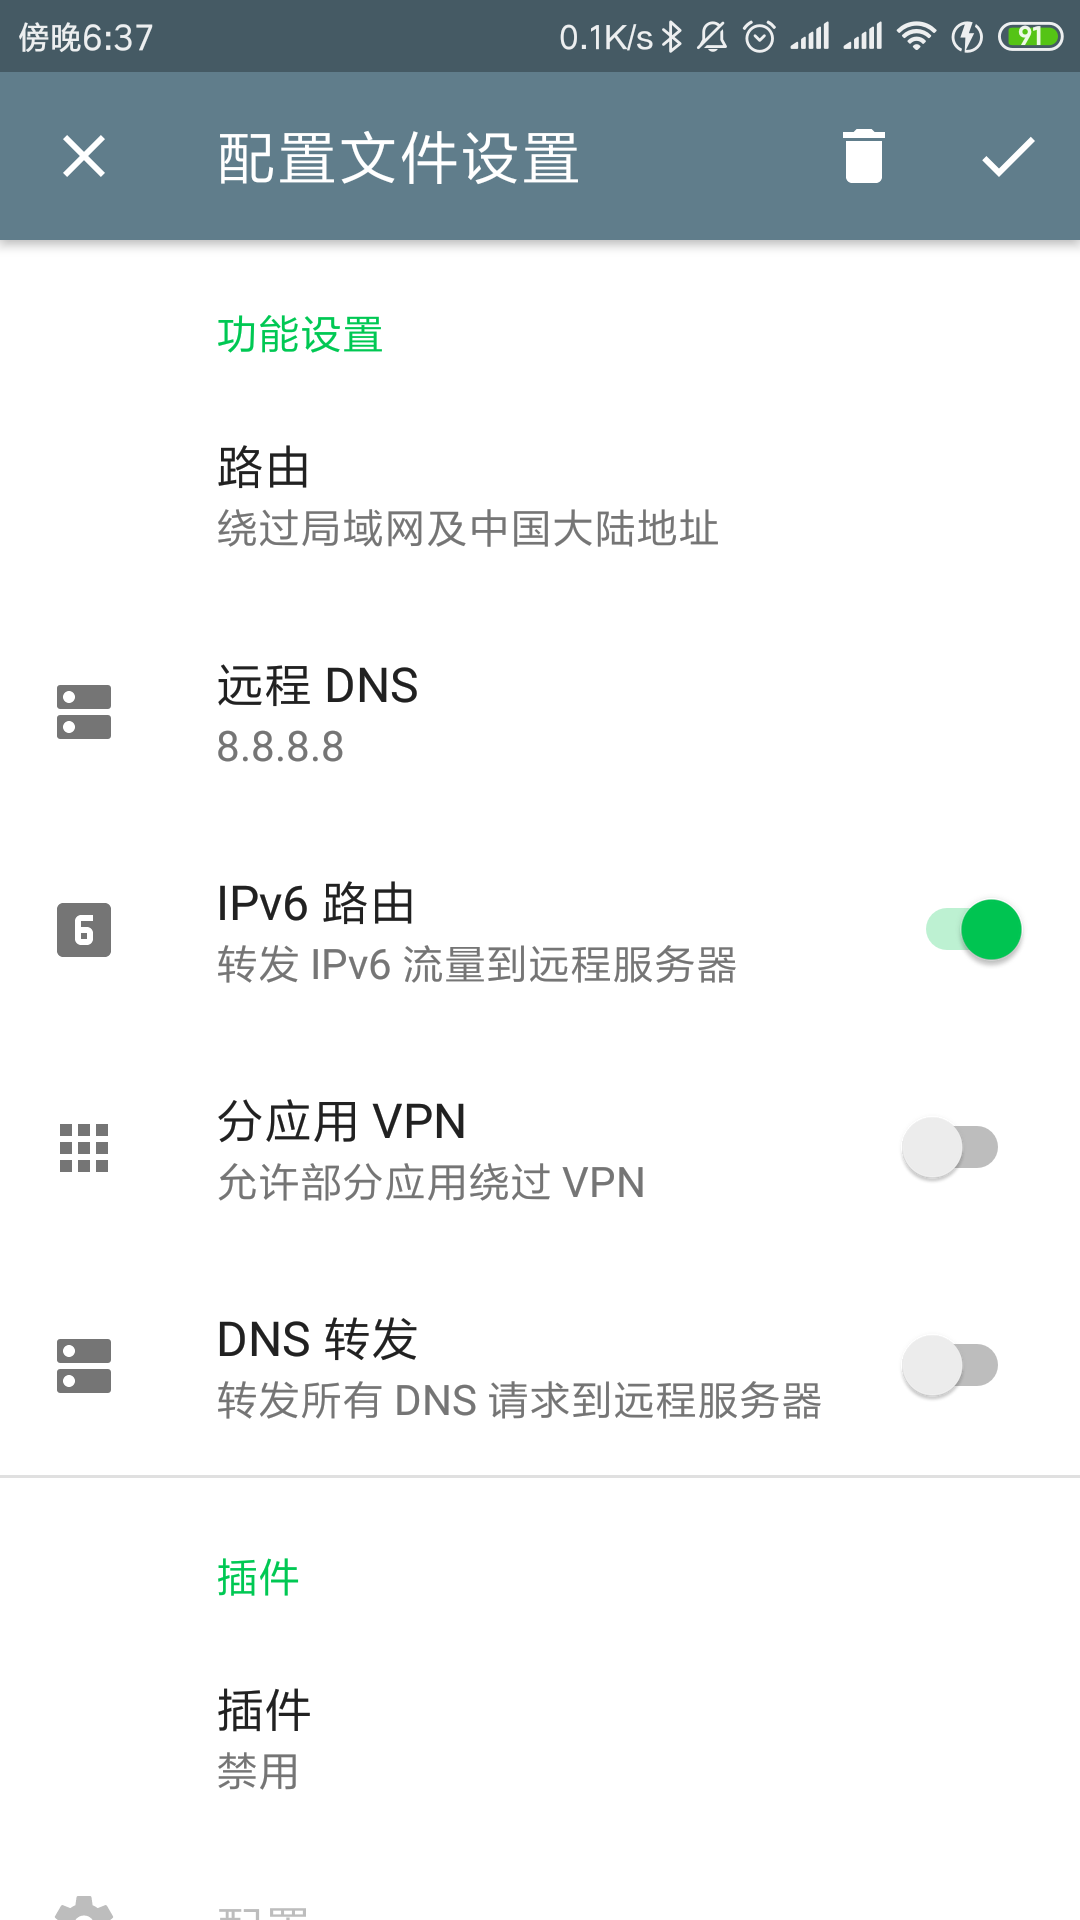 傍晚6:37 0.1K/s 91
配置文件设置
功能设置
路由
绕过局域网及中国大陆地址
远程 DNS
8.8.8.8
6
IPv6 路由
转发 IPv6 流量到远程服务器
分应用 VPN
允许部分应用绕过 VPN
DNS 转发
转发所有 DNS 请求到远程服务器
插件
插件
禁用
配置